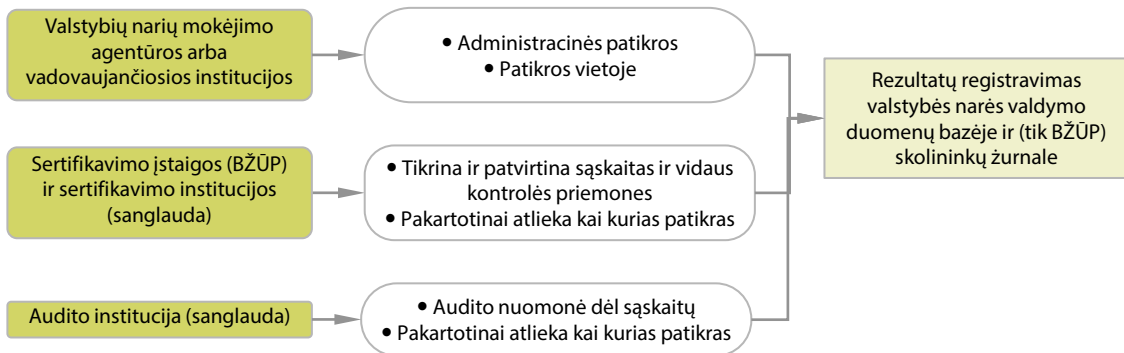 Valstybių narių mokėjimo
agentūros arba
vadovaujančiosios institucijos
• Administracinės patikros
• Patikros vietoje
Rezultatų registravimas
valstybės narės valdymo
duomenų bazėje ir (tik BŽŪP)
skolininkų žurnale
Sertifikavimo įstaigos (BŽŪP)
ir sertifikavimo institucijos
(sanglauda)
• Tikrina ir patvirtina sąskaitas ir vidaus
kontrolės priemones
• Pakartotinai atlieka kai kurias patikras
Audito institucija (sanglauda)
• Audito nuomonė dėl sąskaitų
• Pakartotinai atlieka kai kurias patikras